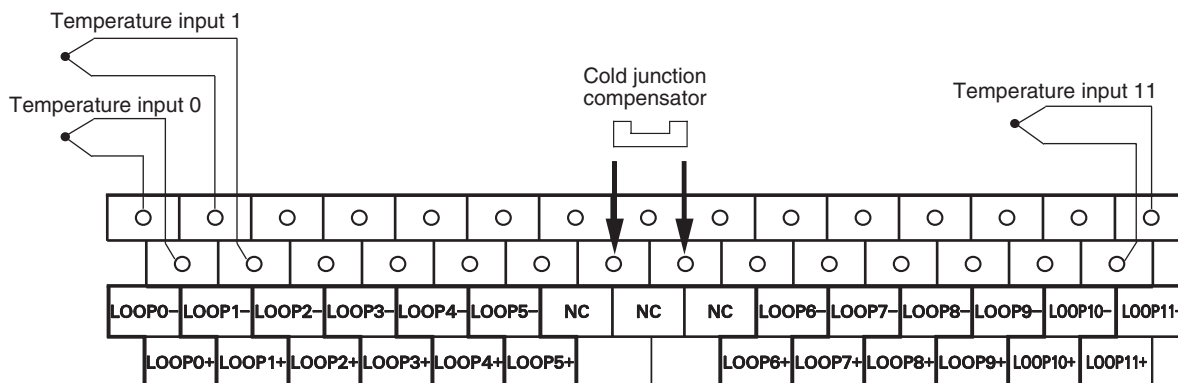 Temperature input 1
Temperature input 0
Cold junction
compensator
Temperature input 11
LOOP0− LOOP1− LOOP2− LOOP3− LOOP4− LOOP5− NC NC NC LOOP6− LOOP7− LOOP8− LOOP9− LOOP10− LOOP11−
LOOP0+ LOOP1+ LOOP2+ LOOP3+ LOOP4+ LOOP5+ LOOP6+ LOOP7+ LOOP8+ LOOP9+ LOOP10+ LOOP11+